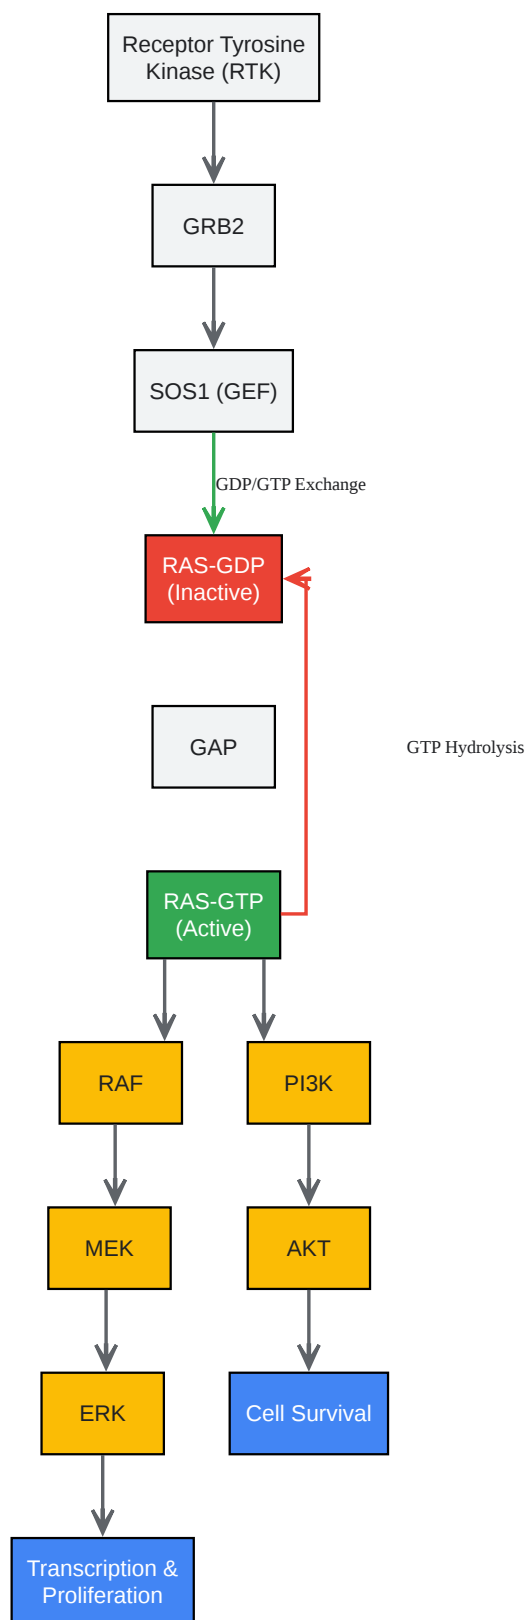 Receptor Tyrosine
Kinase (RTK)
GRB2
SOS1 (GEF)
GDP/GTP Exchange
RAS-GDP
(Inactive)
GAP
GTP Hydrolysis
RAS-GTP
(Active)
RAF
PI3K
MEK
AKT
ERK
Cell Survival
Transcription &
Proliferation